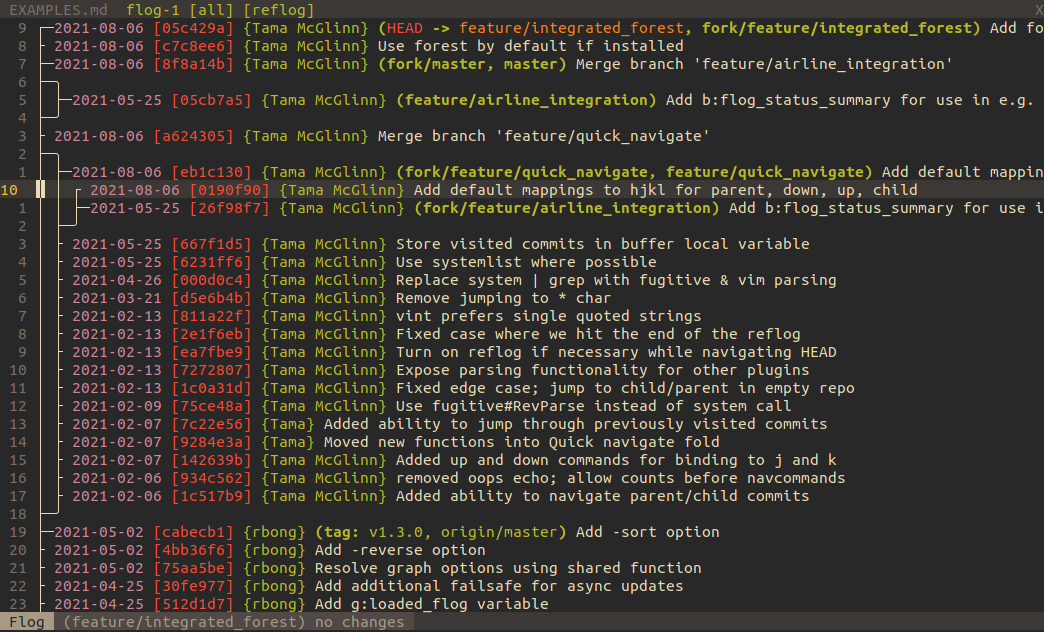 EXAMPLES.md flog-1 [all] [reflog] X
9 2021-08-06 [05c429a] {Tama McGlinn} (HEAD -> feature/integrated_forest, fork/feature/integrated_forest) Add fo
8 2021-08-06 [c7c8ee6] {Tama McGlinn} Use forest by default if installed
7 2021-08-06 [8f8a14b] {Tama McGlinn} (fork/master, master) Merge branch 'feature/airline_integration'
6
5 2021-05-25 [05cb7a5] {Tama McGlinn} (feature/airline_integration) Add b:flog_status_summary for use in e.g.
4
3 2021-08-06 [a624305] {Tama McGlinn} Merge branch 'feature/quick_navigate'
2
1 2021-08-06 [eb1c130] {Tama McGlinn} (fork/feature/quick_navigate, feature/quick_navigate) Add default mappin
10 2021-08-06 [0190f90] {Tama McGlinn} Add default mappings to hjkl for parent, down, up, child
1 2021-05-25 [26f98f7] {Tama McGlinn} (fork/feature/airline_integration) Add b:flog_status_summary for use i
2
3 2021-05-25 [667f1d5] {Tama McGlinn} Store visited commits in buffer local variable
4 2021-05-25 [6231ff6] {Tama McGlinn} Use systemlist where possible
5 2021-04-26 [000d0c4] {Tama McGlinn} Replace system | grep with fugitive & vim parsing
6 2021-03-21 [d5e6b4b] {Tama McGlinn} Remove jumping to * char
7 2021-02-13 [811a22f] {Tama McGlinn} vint prefers single quoted strings
8 2021-02-13 [2e1f6eb] {Tama McGlinn} Fixed case where we hit the end of the reflog
9 2021-02-13 [ea7fbe9] {Tama McGlinn} Turn on reflog if necessary while navigating HEAD
10 2021-02-13 [7272807] {Tama McGlinn} Expose parsing functionality for other plugins
11 2021-02-13 [1c0a31d] {Tama McGlinn} Fixed edge case; jump to child/parent in empty repo
12 2021-02-09 [75ce48a] {Tama McGlinn} Use fugitive#RevParse instead of system call
13 2021-02-07 [7c22e56] {Tama} Added ability to jump through previously visited commits
14 2021-02-07 [9284e3a] {Tama} Moved new functions into Quick navigate fold
15 2021-02-07 [142639b] {Tama McGlinn} Added up and down commands for binding to j and k
16 2021-02-06 [934c562] {Tama McGlinn} removed oops echo; allow counts before navcommands
17 2021-02-06 [1c517b9] {Tama McGlinn} Added ability to navigate parent/child commits
18
19 2021-05-02 [cabecb1] {rbong} (tag: v1.3.0, origin/master) Add -sort option
20 2021-05-02 [4bb36f6] {rbong} Add -reverse option
21 2021-05-02 [75aa5be] {rbong} Resolve graph options using shared function
22 2021-04-25 [30fe977] {rbong} Add additional failsafe for async updates
23 2021-04-25 [512d1d7] {rbong} Add g:loaded_flog variable
Flog (feature/integrated_forest) no changes